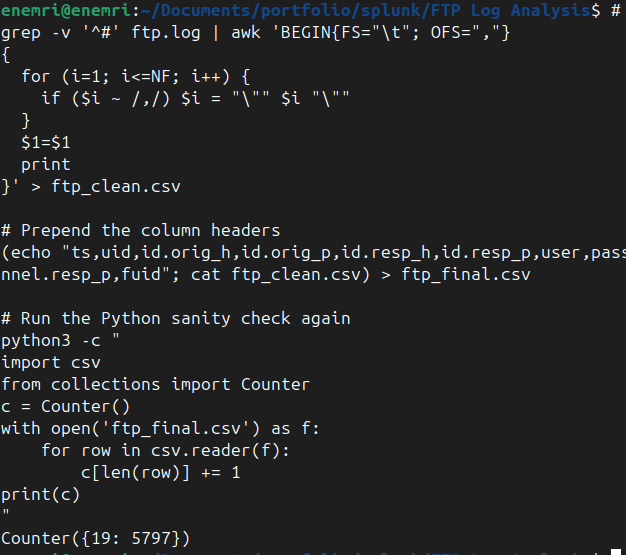 enemri@enemri:~/Documents/portfolio/splunk/FTP Log Analysis$ #
grep -v '^#' ftp.log | awk 'BEGIN{FS="\t"; OFS=","}
{
  for (i=1; i<=NF; i++) {
    if ($i ~ /,/) $i = "\"" $i "\""
  }
  $1=$1
  print
}' > ftp_clean.csv

# Prepend the column headers
(echo "ts,uid,id.orig_h,id.orig_p,id.resp_h,id.resp_p,user,pass
nnel.resp_p,fuid"; cat ftp_clean.csv) > ftp_final.csv

# Run the Python sanity check again
python3 -c "
import csv
from collections import Counter
c = Counter()
with open('ftp_final.csv') as f:
    for row in csv.reader(f):
        c[len(row)] += 1
print(c)
"
Counter({19: 5797})